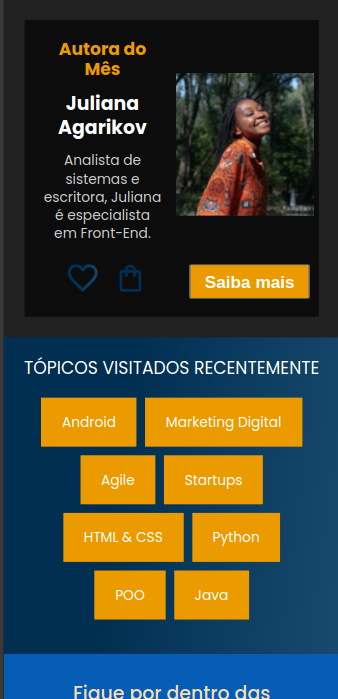 Autora do
Mês
Juliana
Agarikov
Analista de
sistemas e
escritora, Juliana
é especialista
em Front-End.
Saiba mais
TÓPICOS VISITADOS RECENTEMENTE
Android
Marketing Digital
Agile
Startups
HTML & CSS
Python
POO
Java
Fique por dentro das